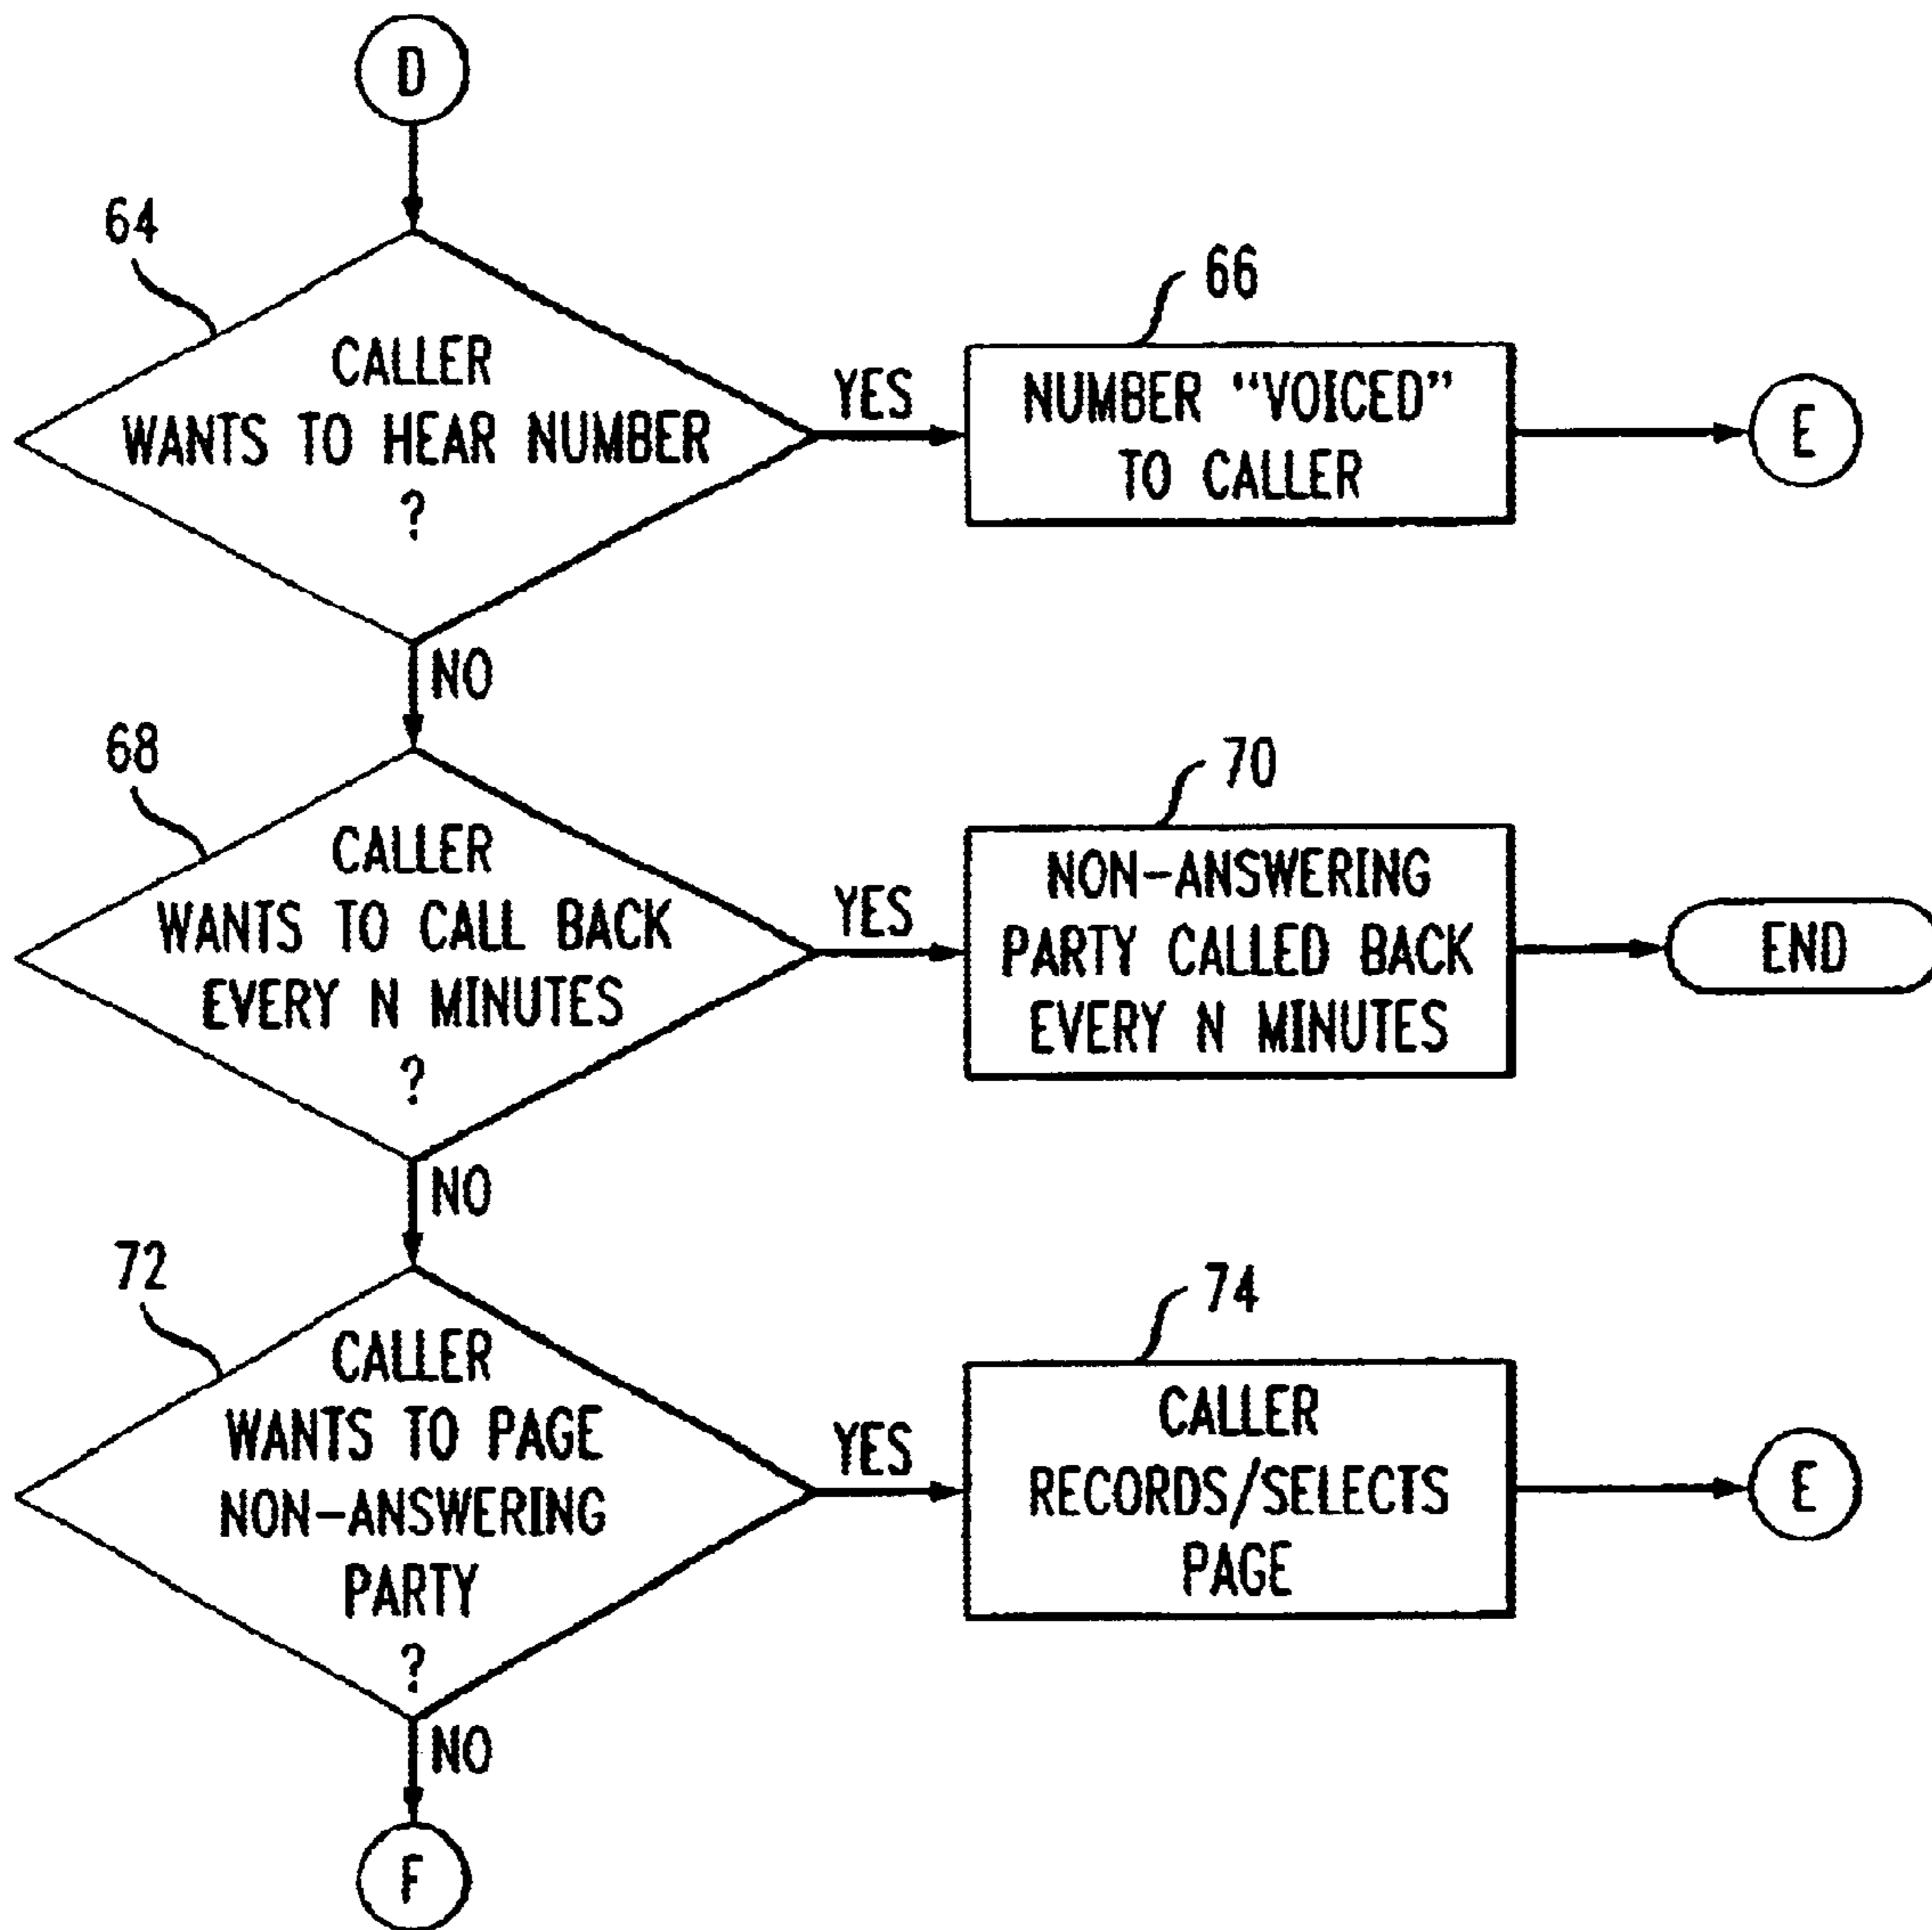 D
64
CALLER
WANTS TO HEAR NUMBER
?
YES
66
NUMBER “VOICED”
TO CALLER
E
NO
68
CALLER
WANTS TO CALL BACK
EVERY N MINUTES
?
YES
70
NON-ANSWERING
PARTY CALLED BACK
EVERY N MINUTES
END
NO
72
CALLER
WANTS TO PAGE
NON-ANSWERING
PARTY
?
YES
74
CALLER
RECORDS/SELECTS
PAGE
E
NO
F